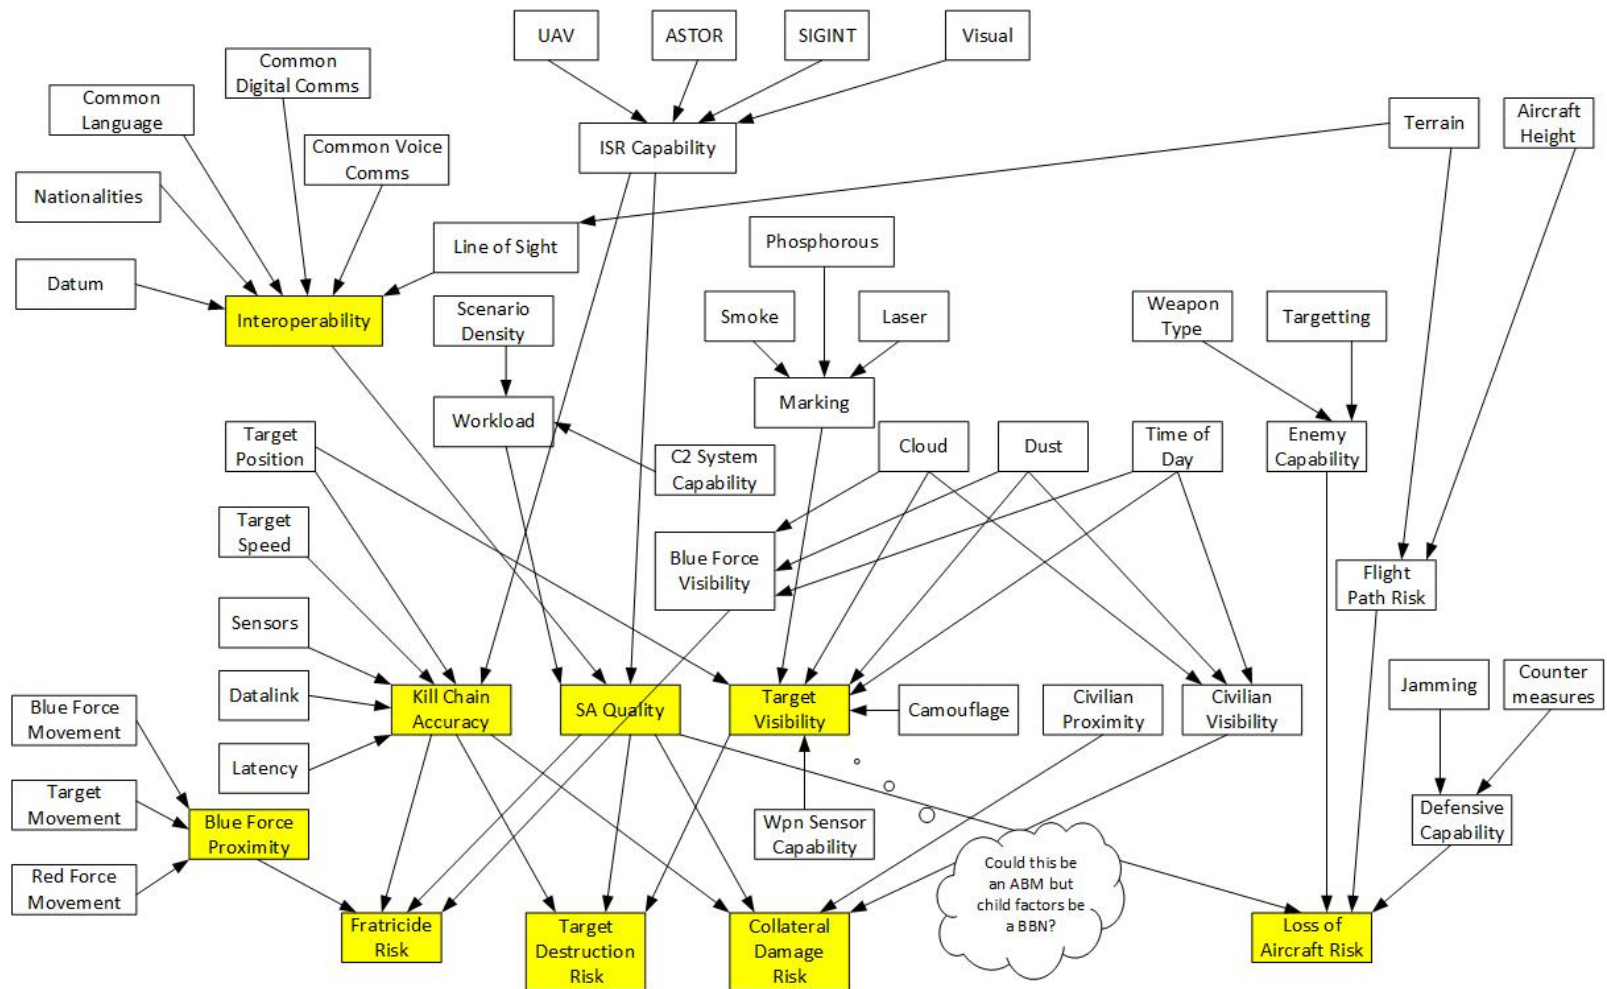 UAV
ASTOR
SIGINT
Visual
Common
Digital Comms
Common
Language
Common Voice
Comms
Nationalities
Datum
ISR Capability
Terrain
Aircraft
Height
Line of Sight
Phosphorous
Interoperability
Scenario
Density
Smoke
Laser
Weapon
Type
Targetting
Marking
Workload
Target
Position
C2 System
Capability
Cloud
Dust
Time of
Day
Enemy
Capability
Target
Speed
Blue Force
Visibility
Flight
Path Risk
Sensors
Datalink
Latency
Kill Chain
Accuracy
SA Quality
Target
Visibility
Camouflage
Civilian
Proximity
Civilian
Visibility
Jamming
Counter
measures
Blue Force
Movement
Target
Movement
Red Force
Movement
Blue Force
Proximity
Wpn Sensor
Capability
Defensive
Capability
Could this be
an ABM but
child factors be
a BBN?
Fratricide
Risk
Target
Destruction
Risk
Collateral
Damage
Risk
Loss of
Aircraft Risk